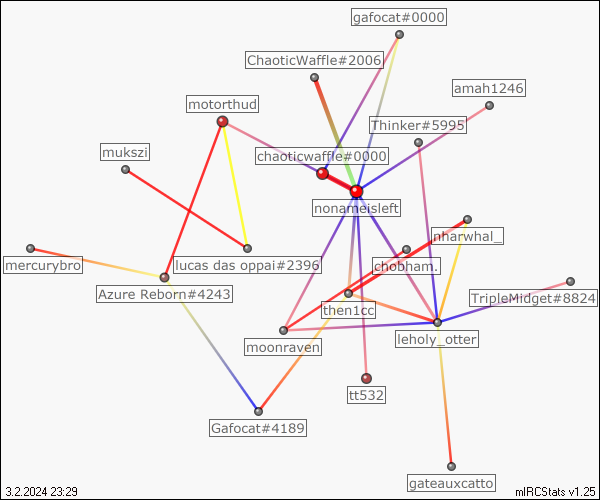 gafocat#0000
ChaoticWaffle#2006
amah1246
motorthud
Thinker#5995
mukszi
chaoticwaffle#0000
nonameisleft
nharwhal_
mercurybro
lucas das oppai#2396
chobham.
Azure Reborn#4243
then1cc
TripleMidget#8824
moonraven
leholy_otter
tt532
Gafocat#4189
gateauxcatto
3.2.2024 23:29
mIRCStats v1.25